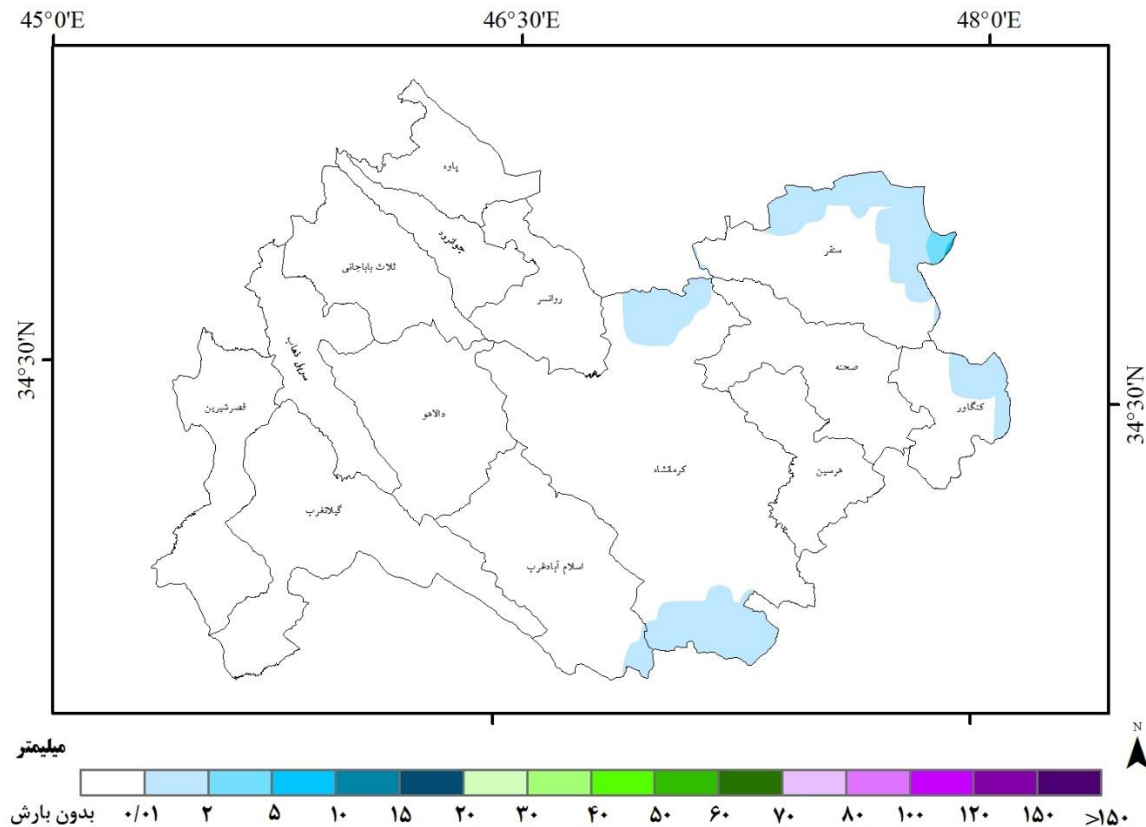 45°0'E 46°30'E 48°0'E
پاوه
جوانرود
سنقر
ثلاث باباجانی
روانسر
34°30'N
سرپل ذهاب
صحنه
قصرشیرین
دالاهو
کنگاور
34°30'N
کرمانشاه
هرسین
گیلانغرب
اسلام آبادغرب
N
میلیمتر
بدون بارش ۰/۰۱ ۲ ۵ ۱۰ ۱۵ ۲۰ ۳۰ ۴۰ ۵۰ ۶۰ ۷۰ ۸۰ ۱۰۰ ۱۲۰ ۱۵۰ >۱۵۰